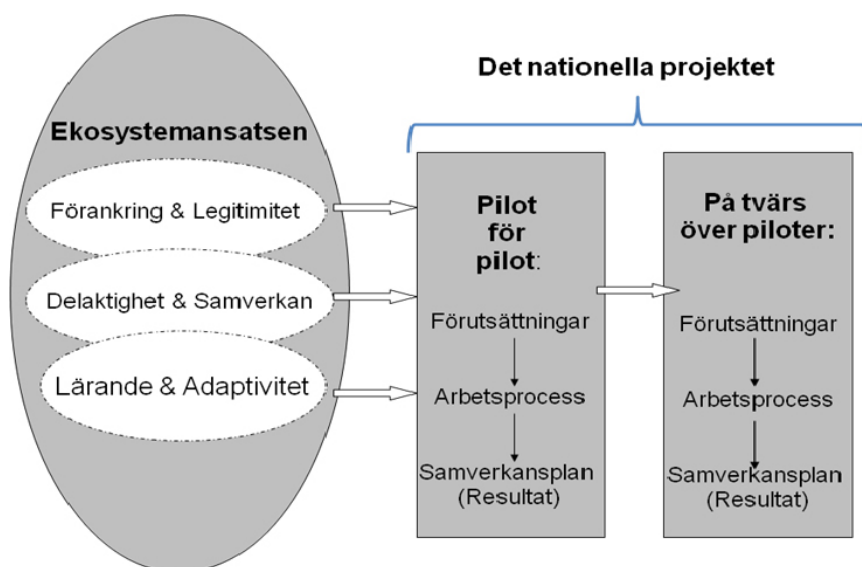 Det nationella projektet
Ekosystemansatsen
Förankring & Legitimitet
Delaktighet & Samverkan
Lärande & Adaptivitet
Pilot
för
pilot:
Förutsättningar
Arbetsprocess
Samverkansplan
(Resultat)
På tvärs
över piloter:
Förutsättningar
Arbetsprocess
Samverkansplan
(Resultat)